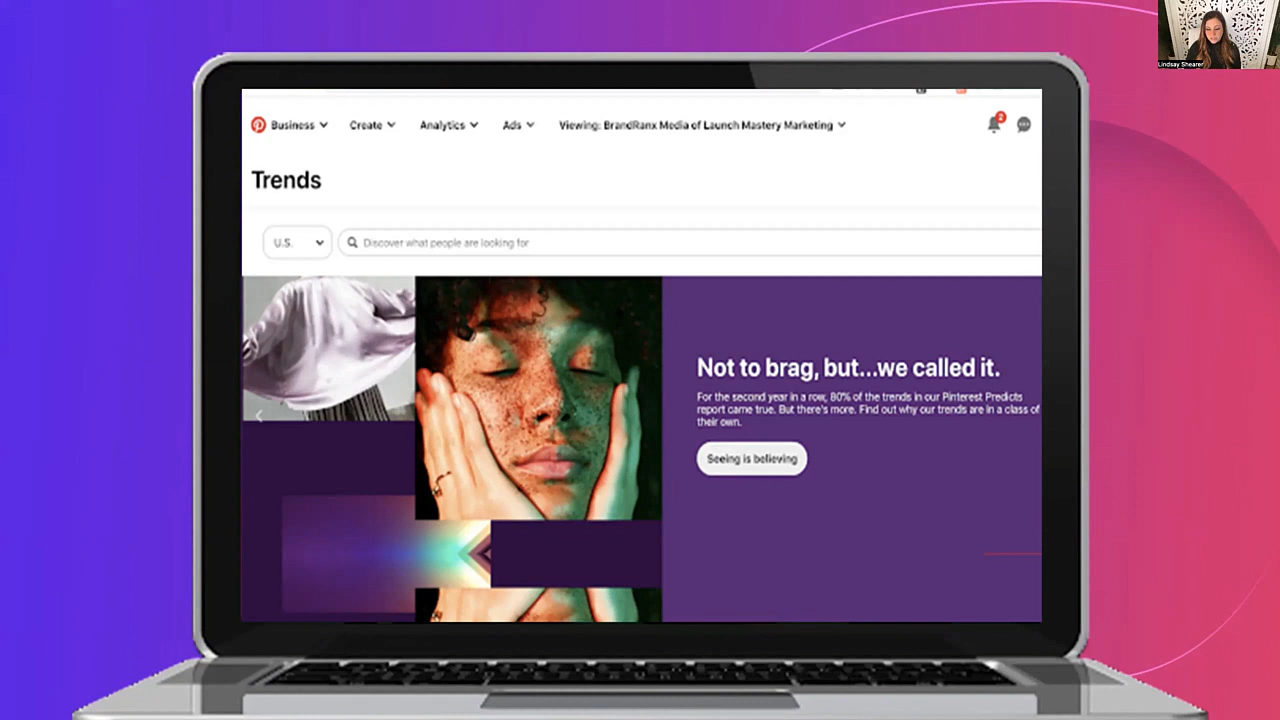 Lindsay Shearer
Business Create Analytics Ads Viewing: BrandRanx Media of Launch Mastery Marketing 2
Trends
U.S. Discover what people are looking for
Not to brag, but...we called it.
For the second year in a row, 80% of the trends in our Pinterest Predicts
report came true. But there's more. Find out why our trends are in a class of
their own.
Seeing is believing